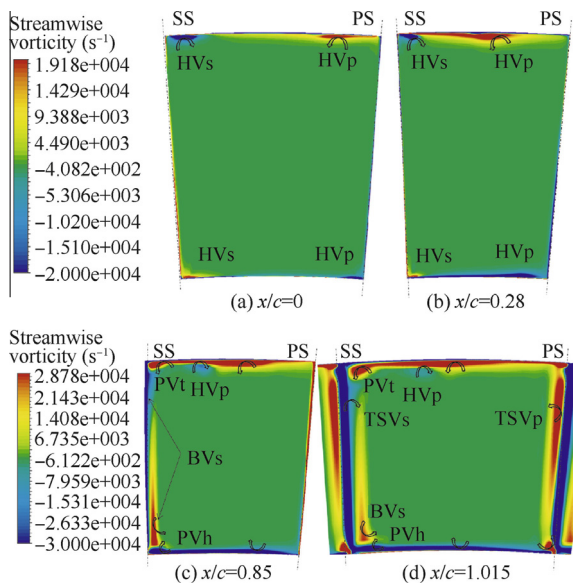 Streamwise
vorticity (s⁻¹)
1.918e+004
1.429e+004
9.388e+003
4.490e+003
−4.082e+002
−5.306e+003
−1.020e+004
−1.510e+004
−2.000e+004
SS
PS
HVs
HVp
HVs
HVp
(a) x/c=0
SS
PS
HVs
HVp
HVs
HVp
(b) x/c=0.28
Streamwise
vorticity (s⁻¹)
2.878e+004
2.143e+004
1.408e+004
6.735e+003
−6.122e+002
−7.959e+003
−1.531e+004
−2.633e+004
−3.000e+004
SS
PS
PVt
HVp
BVs
PVh
(c) x/c=0.85
SS
PS
PVt
HVp
TSVs
TSVp
BVs
PVh
(d) x/c=1.015